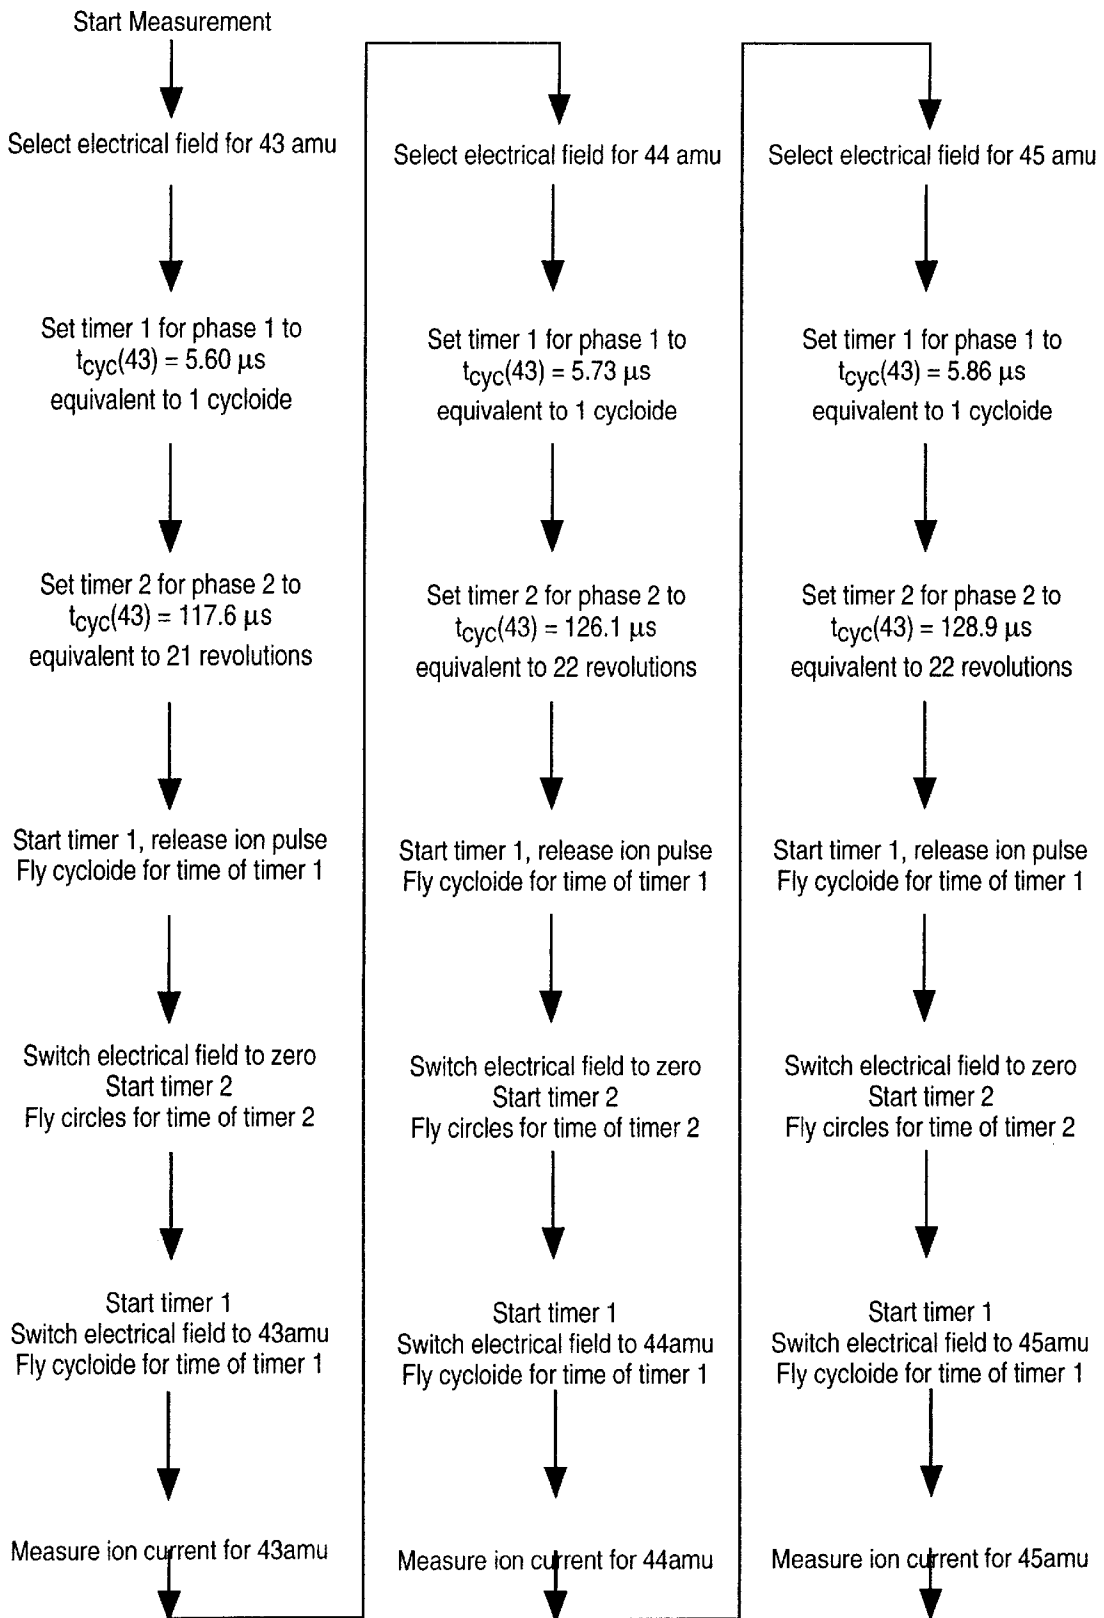 Start Measurement
Select electrical field for 43 amu
Set timer 1 for phase 1 to
tcyc(43) = 5.60 μs
equivalent to 1 cycloide
Set timer 2 for phase 2 to
tcyc(43) = 117.6 μs
equivalent to 21 revolutions
Start timer 1, release ion pulse
Fly cycloide for time of timer 1
Switch electrical field to zero
Start timer 2
Fly circles for time of timer 2
Start timer 1
Switch electrical field to 43amu
Fly cycloide for time of timer 1
Measure ion current for 43amu
Select electrical field for 44 amu
Set timer 1 for phase 1 to
tcyc(43) = 5.73 μs
equivalent to 1 cycloide
Set timer 2 for phase 2 to
tcyc(43) = 126.1 μs
equivalent to 22 revolutions
Start timer 1, release ion pulse
Fly cycloide for time of timer 1
Switch electrical field to zero
Start timer 2
Fly circles for time of timer 2
Start timer 1
Switch electrical field to 44amu
Fly cycloide for time of timer 1
Measure ion current for 44amu
Select electrical field for 45 amu
Set timer 1 for phase 1 to
tcyc(43) = 5.86 μs
equivalent to 1 cycloide
Set timer 2 for phase 2 to
tcyc(43) = 128.9 μs
equivalent to 22 revolutions
Start timer 1, release ion pulse
Fly cycloide for time of timer 1
Switch electrical field to zero
Start timer 2
Fly circles for time of timer 2
Start timer 1
Switch electrical field to 45amu
Fly cycloide for time of timer 1
Measure ion current for 45amu